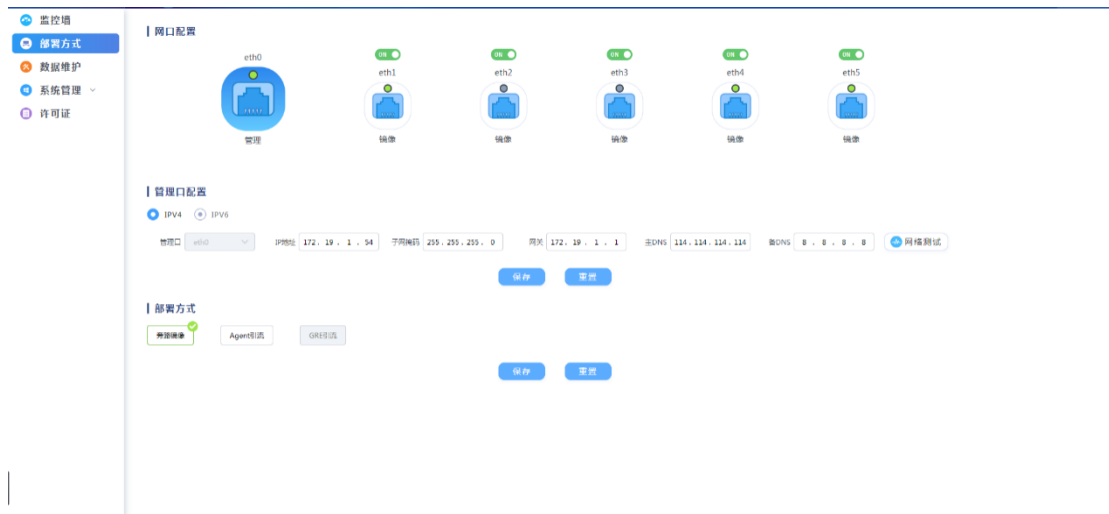 监控墙
部署方式
数据维护
系统管理
许可证
网口配置
ON ON ON ON ON
eth0 eth1 eth2 eth3 eth4 eth5
管理 镜像 镜像 镜像 镜像 镜像
管理口配置
IPV4 IPV6
管理口 eth0 IP地址 172. 19 . 1 . 54 子网掩码 255. 255. 255. 0 网关 172. 19 . 1 . 1 主DNS 114. 114. 114. 114 备DNS 8 . 8 . 8 . 8 网络测试
保存 重置
部署方式
旁路镜像 Agent引流 GRE引流
保存 重置